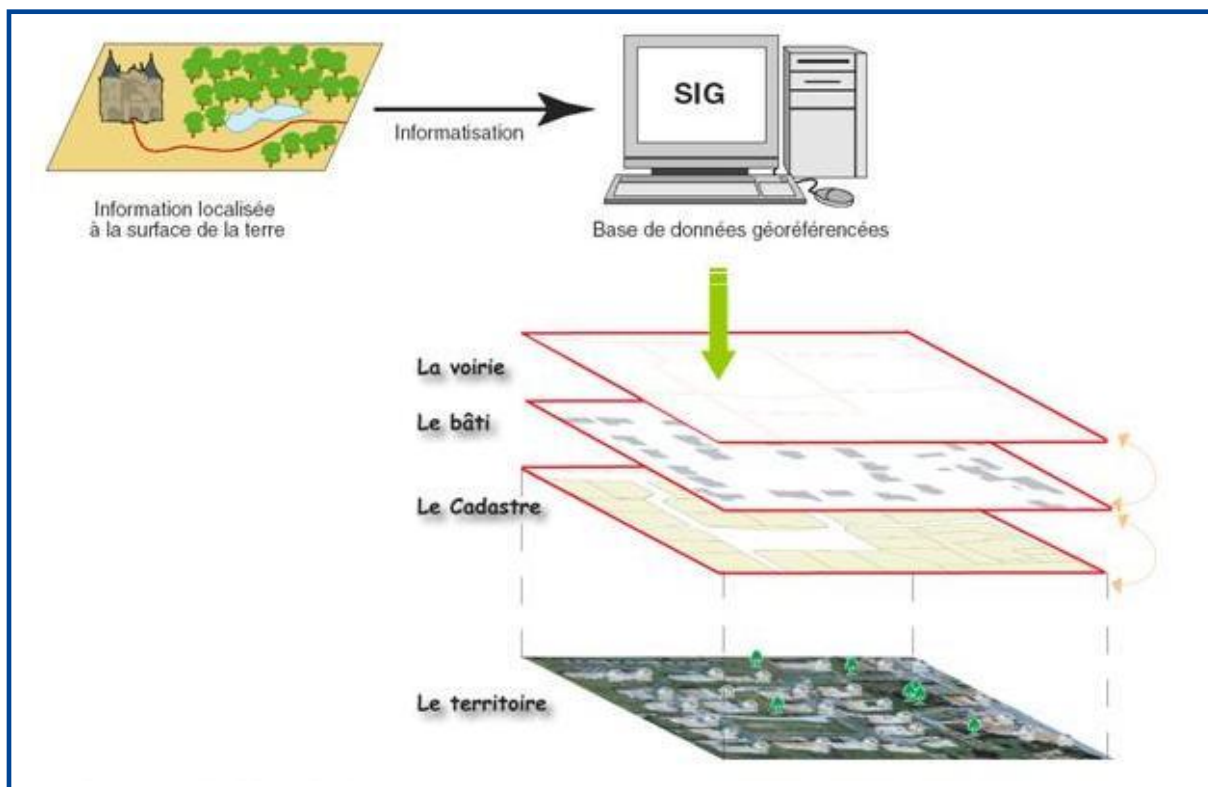 SIG
Informatisation
Information localisée
à la surface de la terre
Base de données géoréférencées
La voirie
Le bâti
Le Cadastre
Le territoire